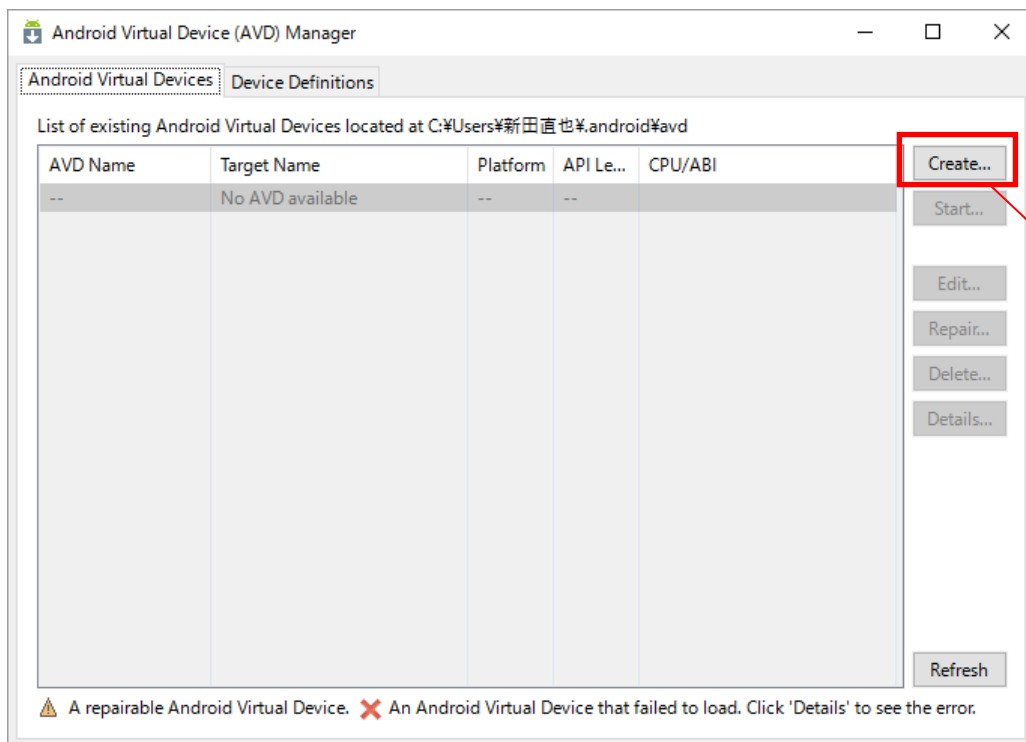 Android Virtual Device (AVD) Manager
Android Virtual Devices Device Definitions
List of existing Android Virtual Devices located at C:¥Users¥新田直也¥.android¥avd
AVD Name Target Name Platform API Le... CPU/ABI
-- No AVD available -- --
Create...
Start...
Edit...
Repair...
Delete...
Details...
Refresh
A repairable Android Virtual Device. An Android Virtual Device that failed to load. Click 'Details' to see the error.